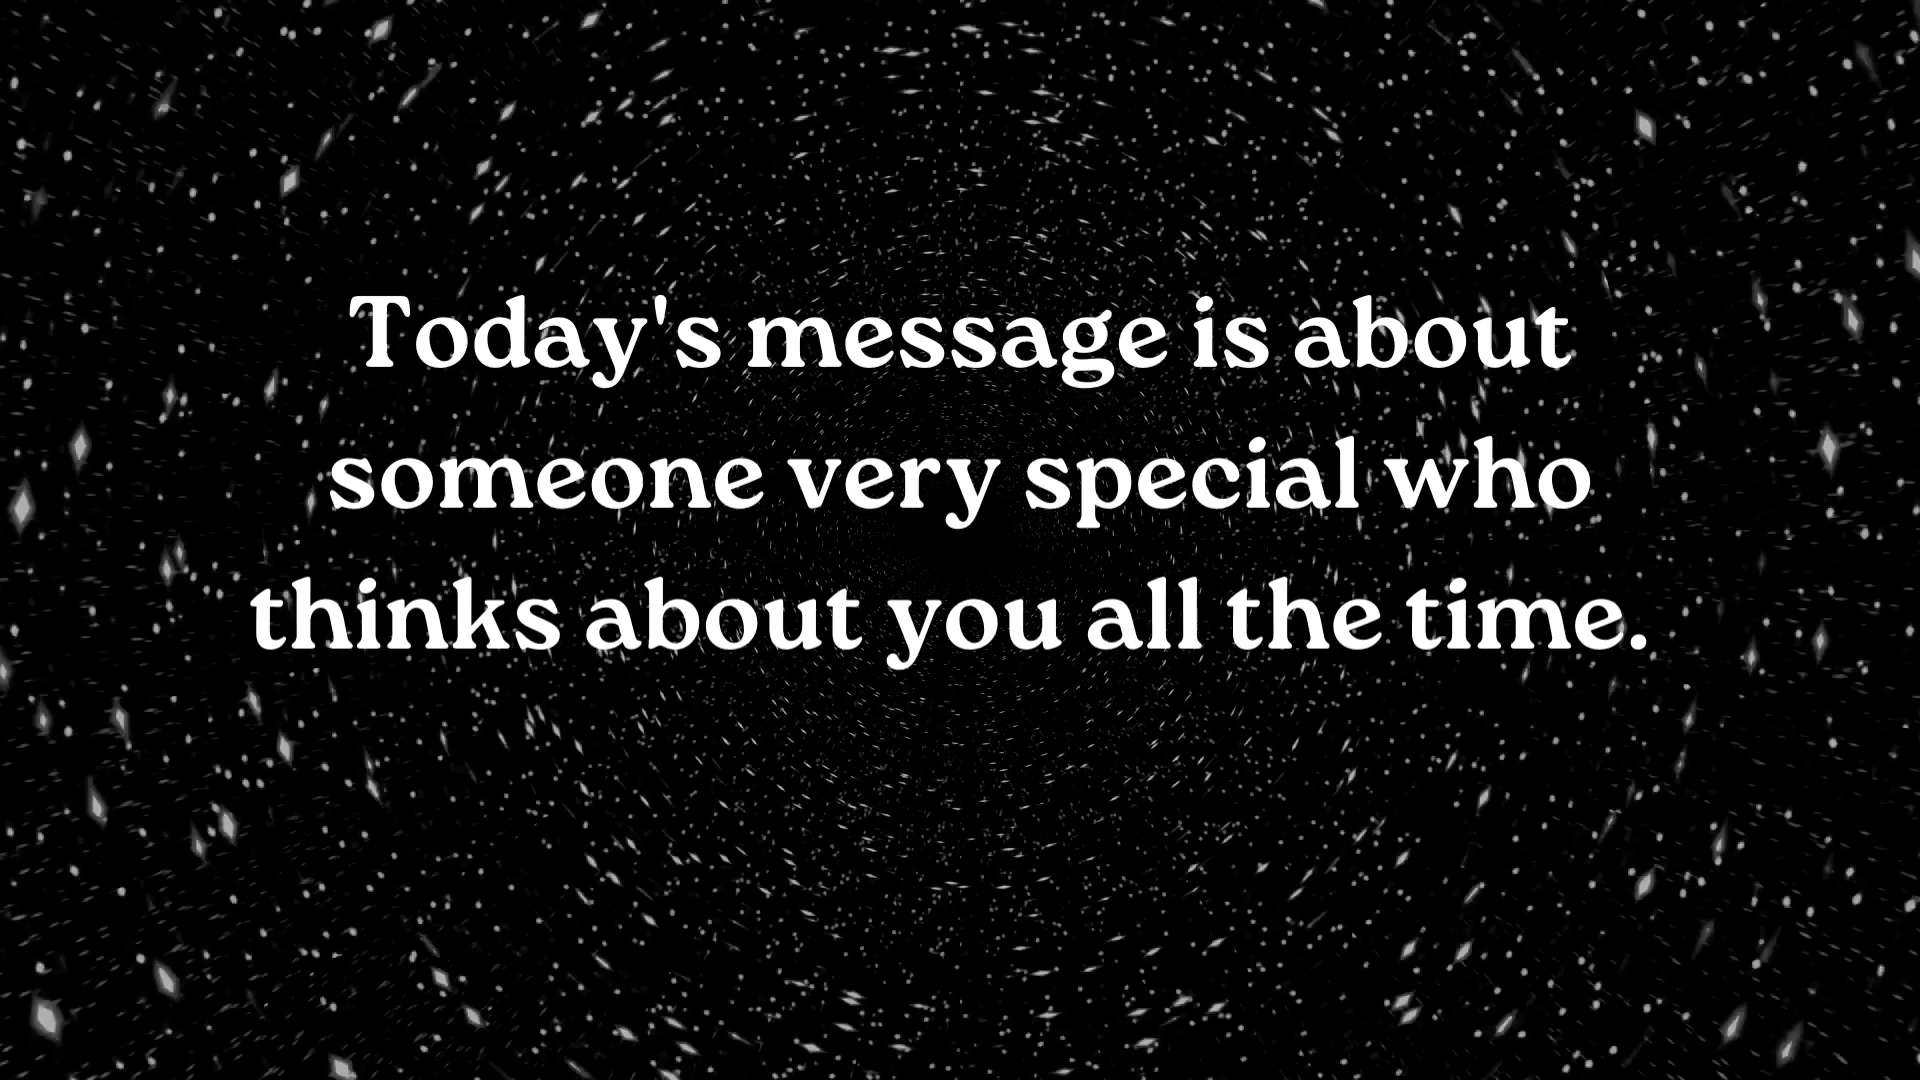 Today's message is about
someone very special who
thinks about you all the time.